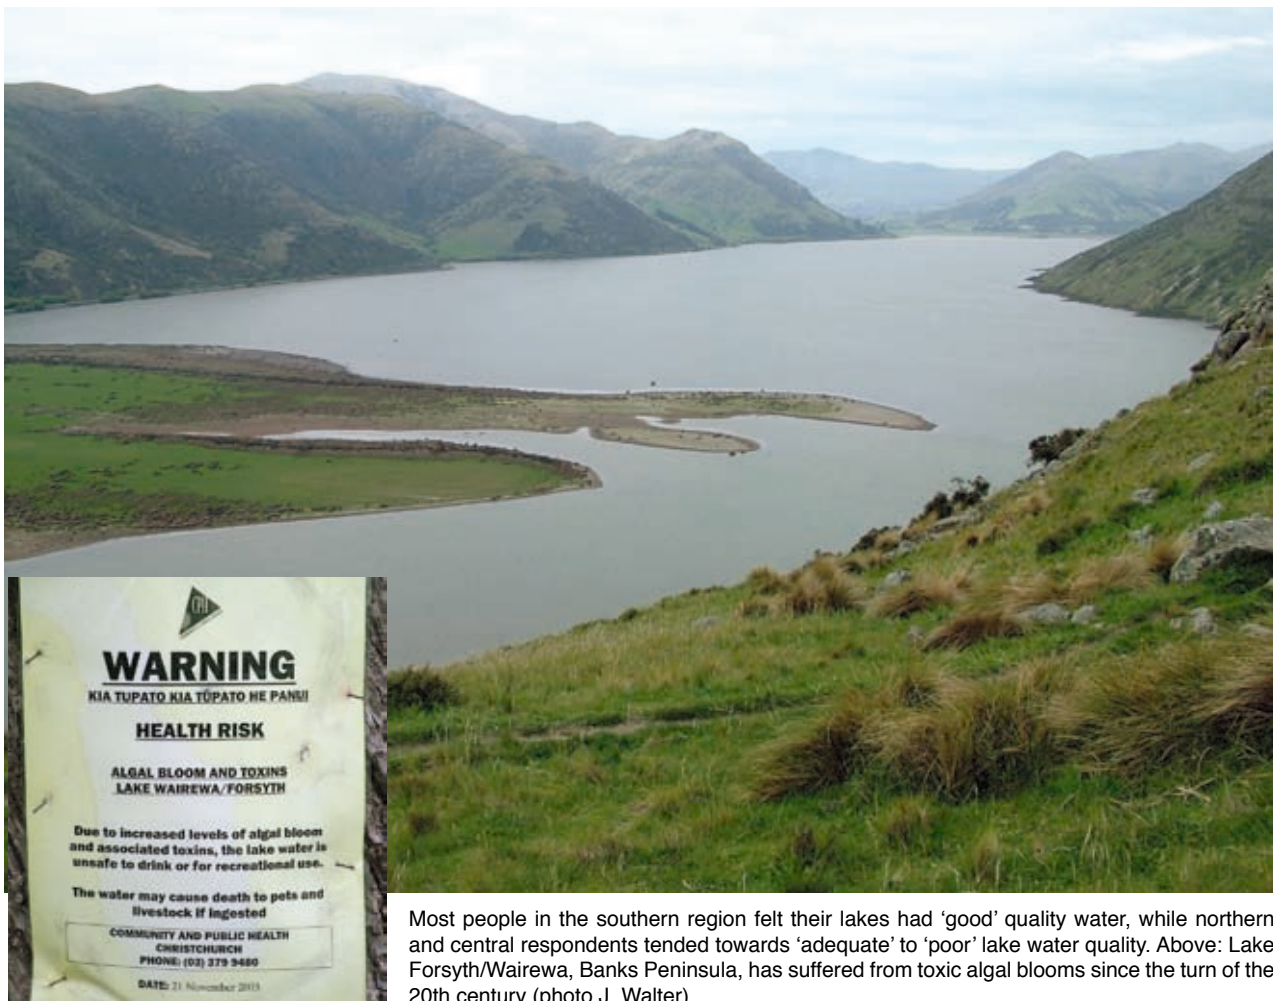 CPH
WARNING
KIA TUPATO KIA TŪPATO HE PANUI
HEALTH RISK
ALGAL BLOOM AND TOXINS
LAKE WAIREWA/FORSYTH
Due to increased levels of algal bloom
and associated toxins, the lake water is
unsafe to drink or for recreational use.
The water may cause death to pets and
livestock if ingested
COMMUNITY AND PUBLIC HEALTH
CHRISTCHURCH
PHONE: (03) 379 9480
DATE: 21 November 2003
Most people in the southern region felt their lakes had ‘good’ quality water, while northern
and central respondents tended towards ‘adequate’ to ‘poor’ lake water quality. Above: Lake
Forsyth/Wairewa, Banks Peninsula, has suffered from toxic algal blooms since the turn of the
20th century (photo J. Walter)